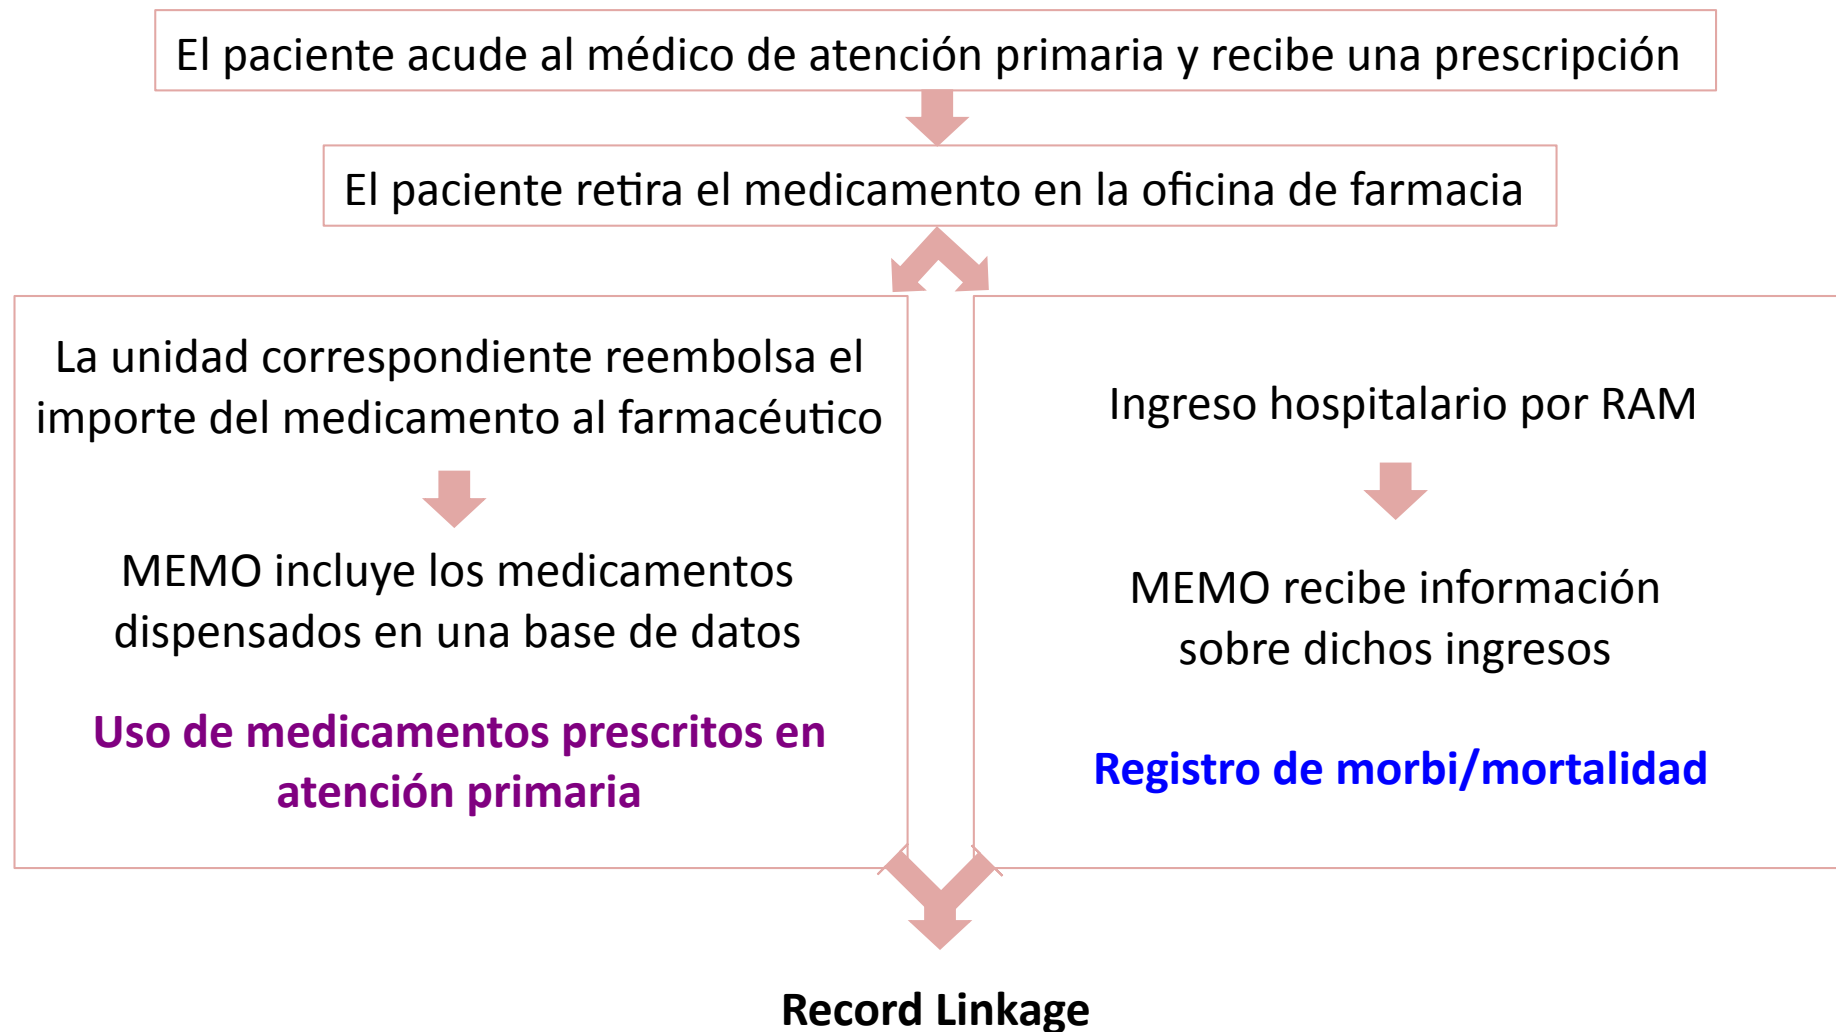 El paciente acude al médico de atención primaria y recibe una prescripción
El paciente retira el medicamento en la oficina de farmacia
La unidad correspondiente reembolsa el
importe del medicamento al farmacéutico
MEMO incluye los medicamentos
dispensados en una base de datos
Uso de medicamentos prescritos en
atención primaria
Ingreso hospitalario por RAM
MEMO recibe información
sobre dichos ingresos
Registro de morbi/mortalidad
Record Linkage